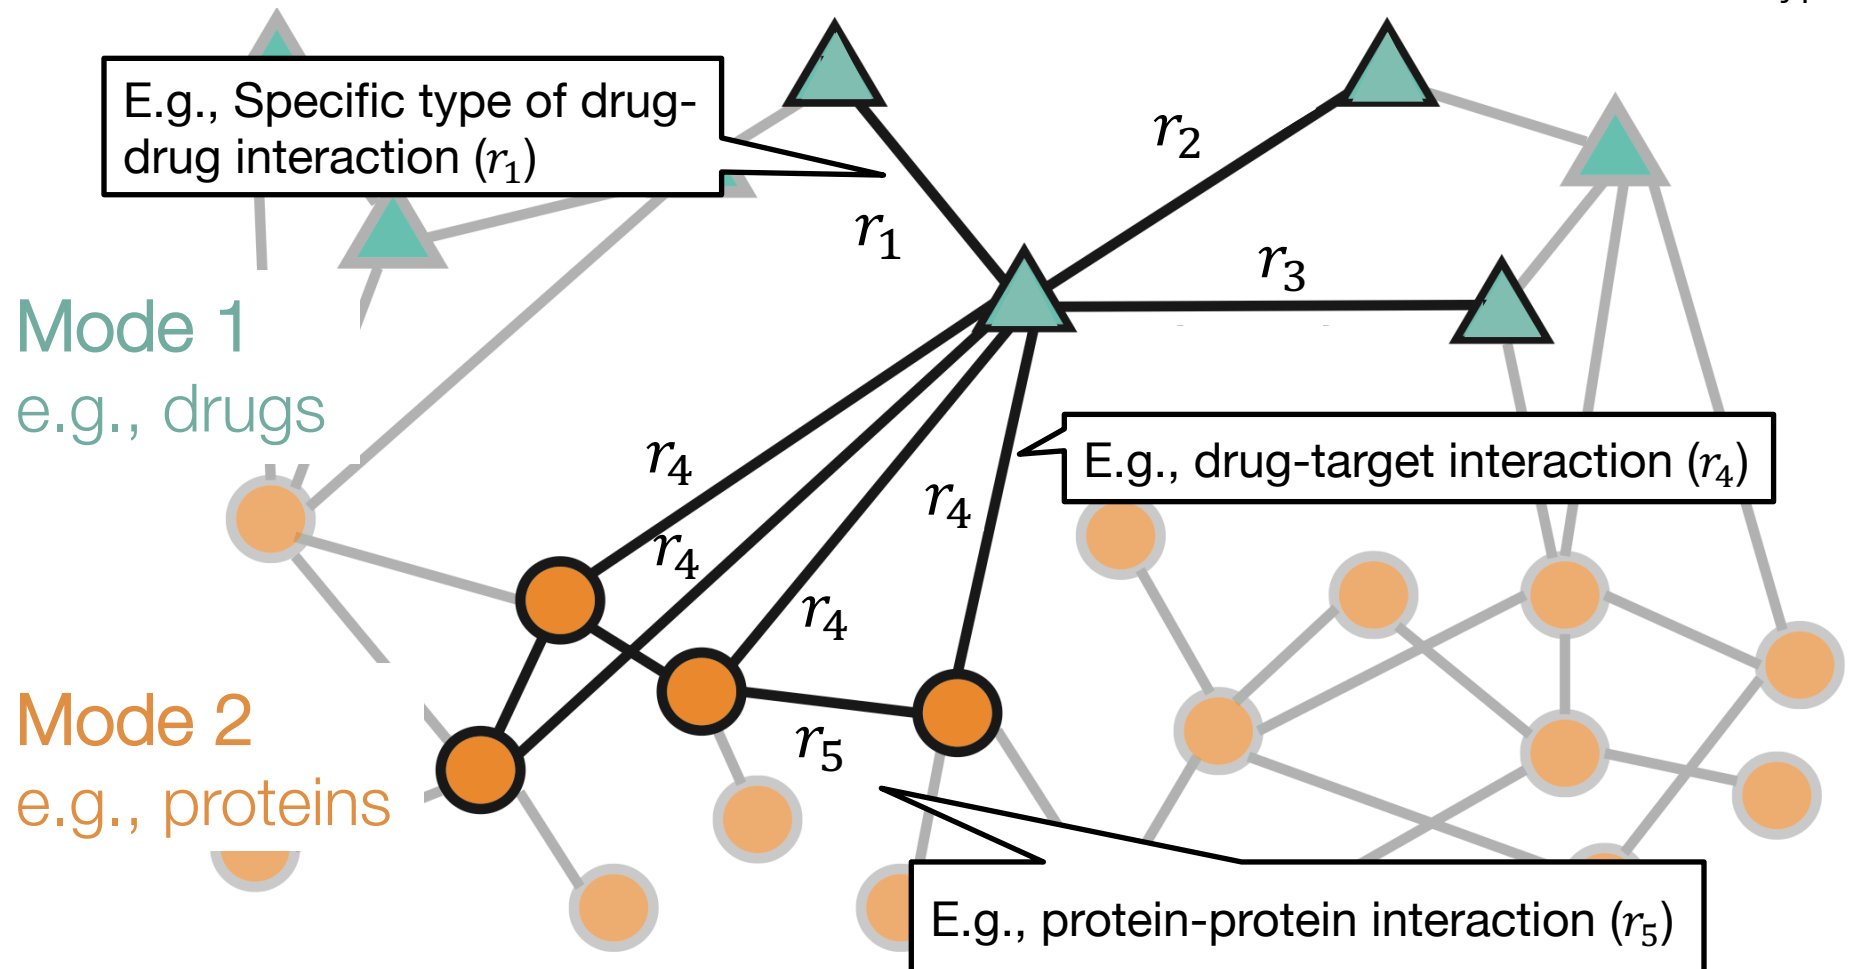 E.g., Specific type of drug-
drug interaction (r₁)
r₂
r₁
r₃
Mode 1
e.g., drugs
r₄
E.g., drug-target interaction (r₄)
r₄
r₄
r₄
Mode 2
r₅
e.g., proteins
E.g., protein-protein interaction (r₅)